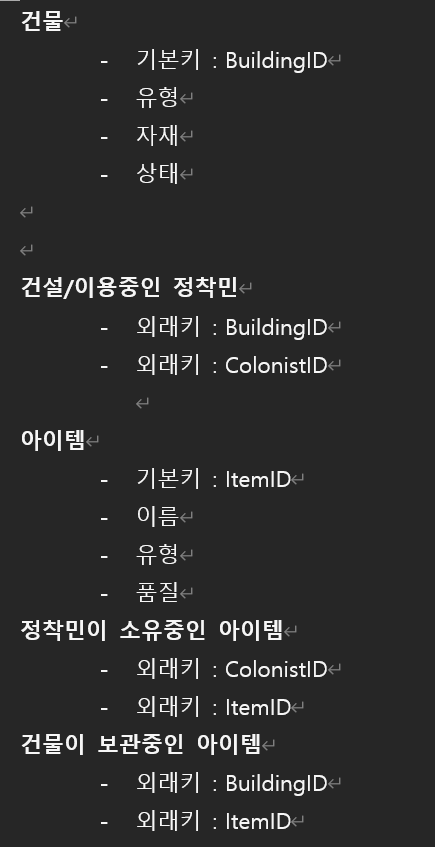 건물
- 기본키 : BuildingID
- 유형
- 자재
- 상태
건설/이용중인 정착민
- 외래키 : BuildingID
- 외래키 : ColonistID
아이템
- 기본키 : ItemID
- 이름
- 유형
- 품질
정착민이 소유중인 아이템
- 외래키 : ColonistID
- 외래키 : ItemID
건물이 보관중인 아이템
- 외래키 : BuildingID
- 외래키 : ItemID